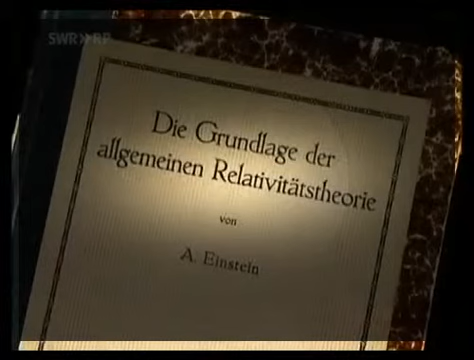 SWR» RP
Die Grundlage der
allgemeinen Relativitätstheorie
von
A. Einstein